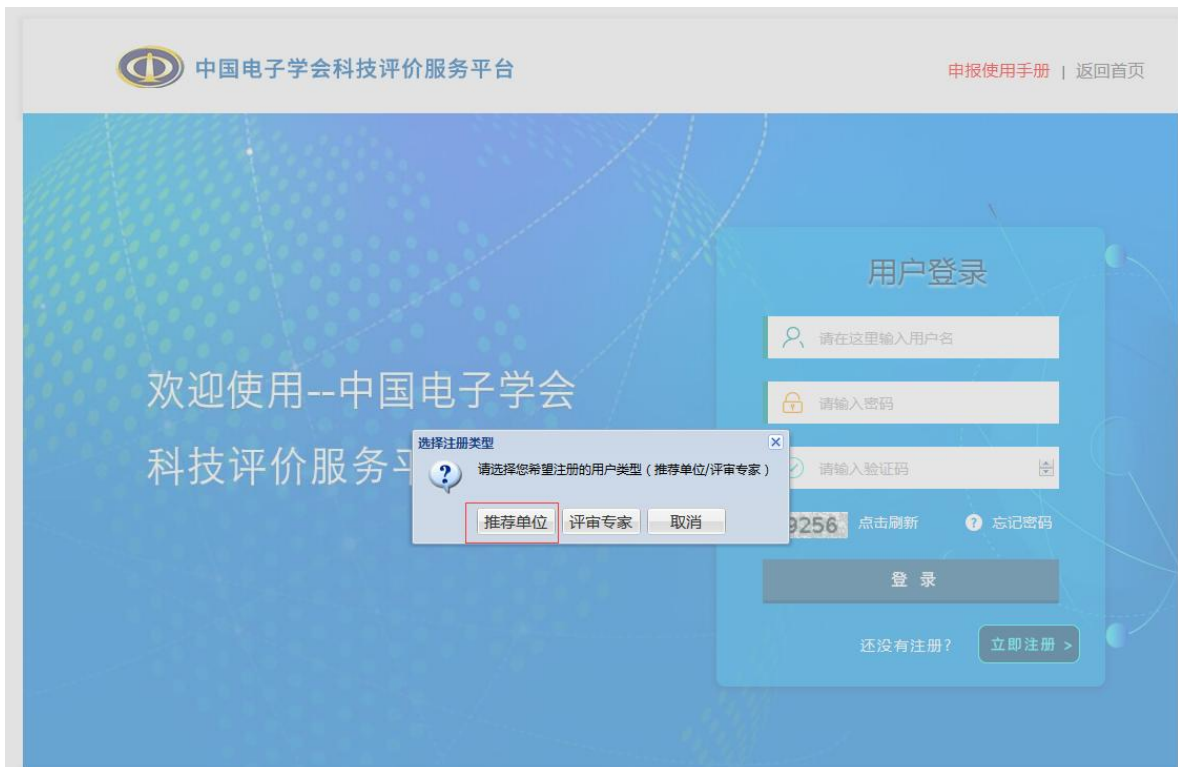 中国电子学会科技评价服务平台
申报使用手册 | 返回首页
用户登录
请在这里输入用户名
欢迎使用--中国电子学会
请输入密码
科技评价服务平
选择注册类型
请选择您希望注册的用户类型（推荐单位/评审专家）
请输入验证码
推荐单位 评审专家 取消
9256 点击刷新 ? 忘记密码
登 录
还没有注册? 立即注册 >